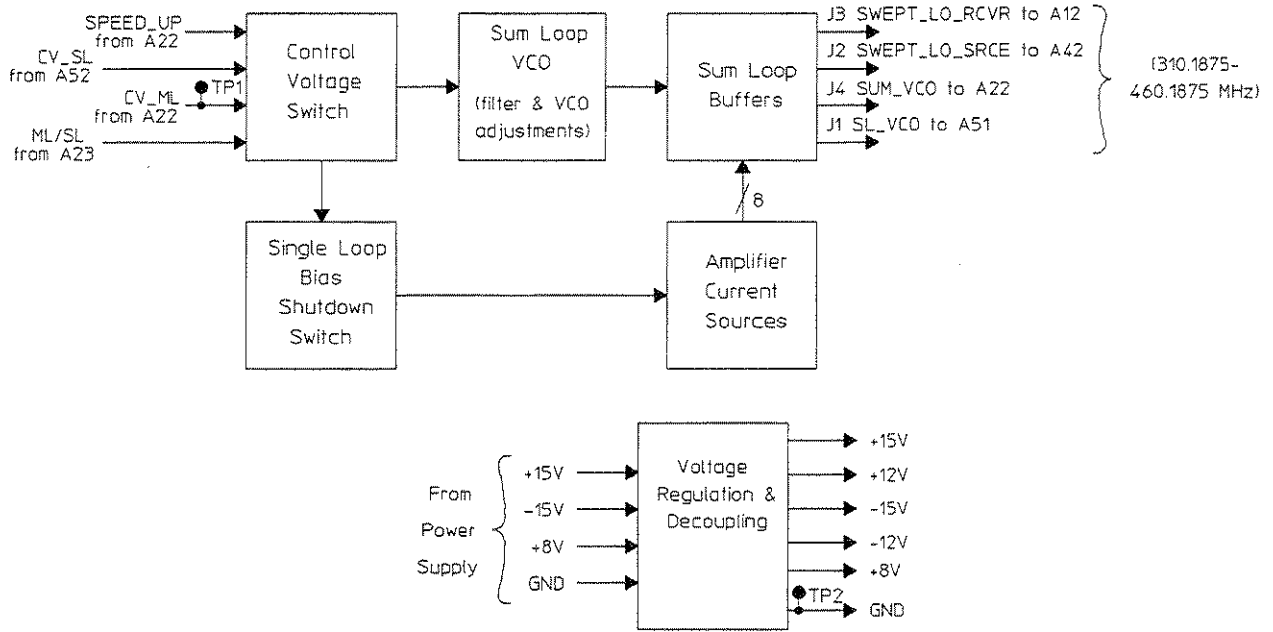 SPEED_UP
from A22
CV_SL
from A52
TP1
CV_ML
from A22
ML/SL
from A23
Control
Voltage
Switch
Sum Loop
VCO
(filter & VCO
adjustments)
Sum Loop
Buffers
J3 SWEPT_LO_RCVR to A12
J2 SWEPT_LO_SRCE to A42
J4 SUM_VCO to A22
J1 SL_VCO to A51
(310.1875-
460.1875 MHz)
8
Single Loop
Bias
Shutdown
Switch
Amplifier
Current
Sources
From
Power
Supply
+15V
-15V
+8V
GND
Voltage
Regulation &
Decoupling
+15V
+12V
-15V
-12V
+8V
TP2
GND